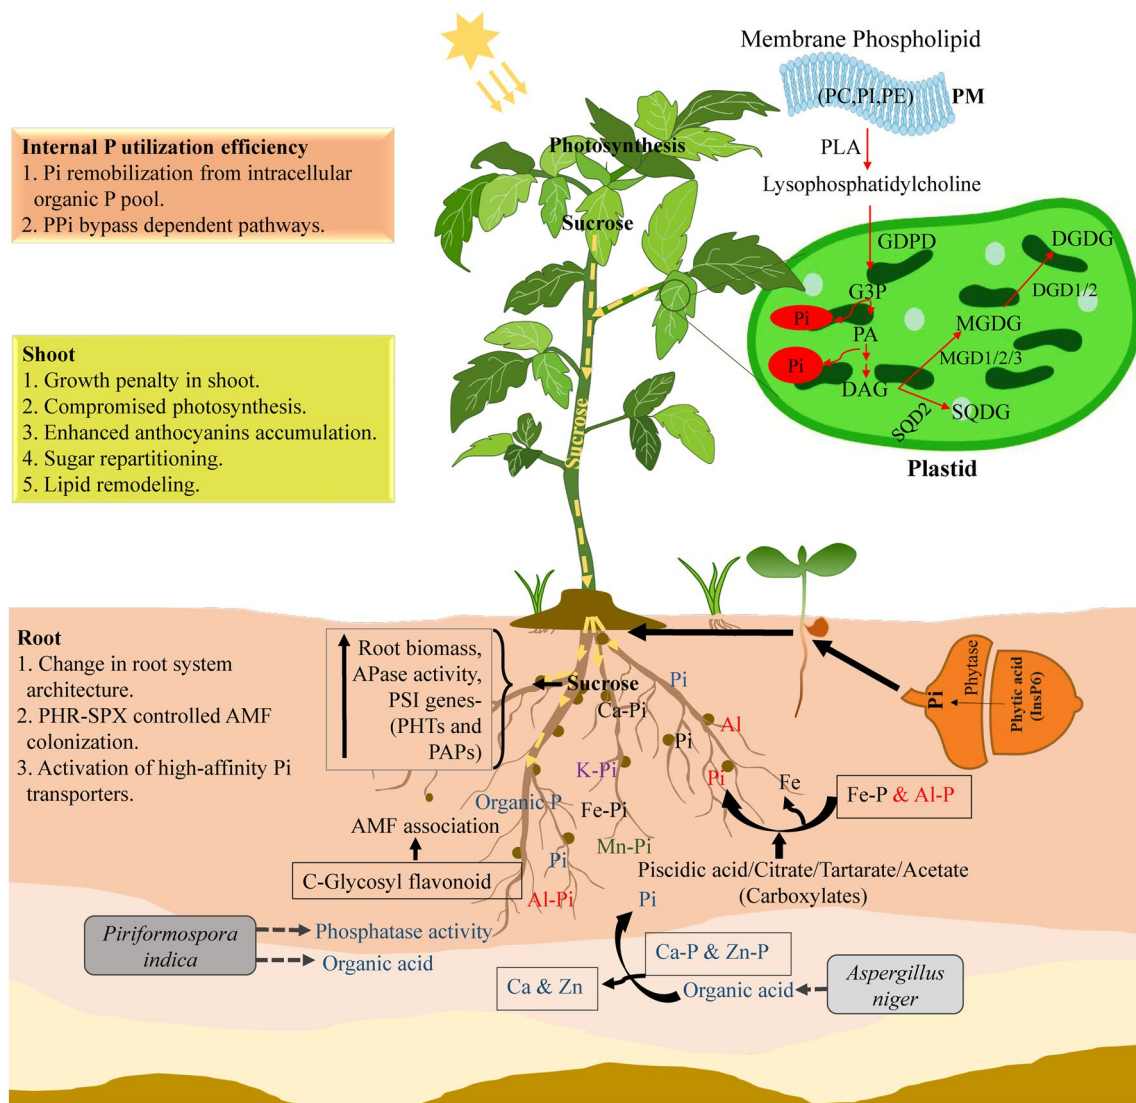 Membrane Phospholipid
(PC,PI,PE)
PM
PLA
Lysophosphatidylcholine
GDPD
G3P
Pi
PA
Pi
DAG
MGDG
MGD1/2/3
DGDG
DGD1/2
SQD2
SQDG
Plastid
Photosynthesis
Sucrose
Sucrose
Internal P utilization efficiency
1. Pi remobilization from intracellular
organic P pool.
2. PPi bypass dependent pathways.
Shoot
1. Growth penalty in shoot.
2. Compromised photosynthesis.
3. Enhanced anthocyanins accumulation.
4. Sugar repartitioning.
5. Lipid remodeling.
Root
1. Change in root system
architecture.
2. PHR-SPX controlled AMF
colonization.
3. Activation of high-affinity Pi
transporters.
Root biomass,
APase activity,
PSI genes-
(PHTs and
PAPs)
Sucrose
Pi
Ca-Pi
Al
Pi
K-Pi
Pi
Fe
Organic P
Fe-Pi
Mn-Pi
Pi
Al-Pi
AMF association
C-Glycosyl flavonoid
Pi
Phytase
Phytic acid
(InsP6)
Fe-P & Al-P
Piscidic acid/Citrate/Tartarate/Acetate
(Carboxylates)
Pi
Piriformospora
indica
Phosphatase activity
Organic acid
Ca-P & Zn-P
Ca & Zn
Organic acid
Aspergillus
niger